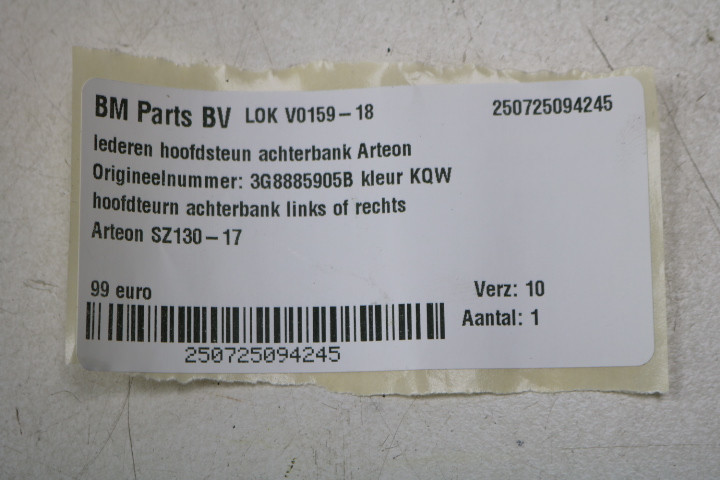 BM Parts BV LOK V0159-18 250725094245
lederen hoofdsteun achterbank Arteon
Origineelnummer: 3G8885905B kleur KQW
hoofdteurn achterbank links of rechts
Arteon SZ130-17
99 euro Verz: 10
Aantal: 1
250725094245